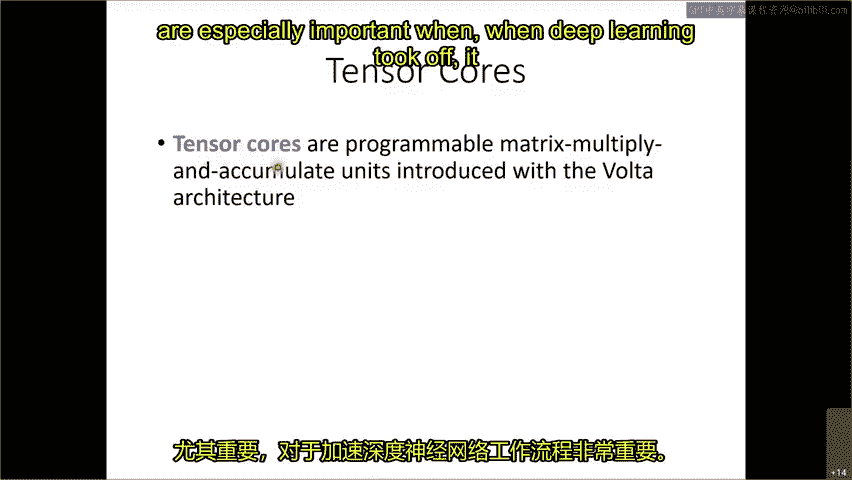 are especially important when, when deep learning
took off, it
Tensor Cores
• Tensor cores are programmable matrix-multiply-
and-accumulate units introduced with the Volta
architecture
尤其重要，对于加速深度神经网络工作流程非常重要。
+14